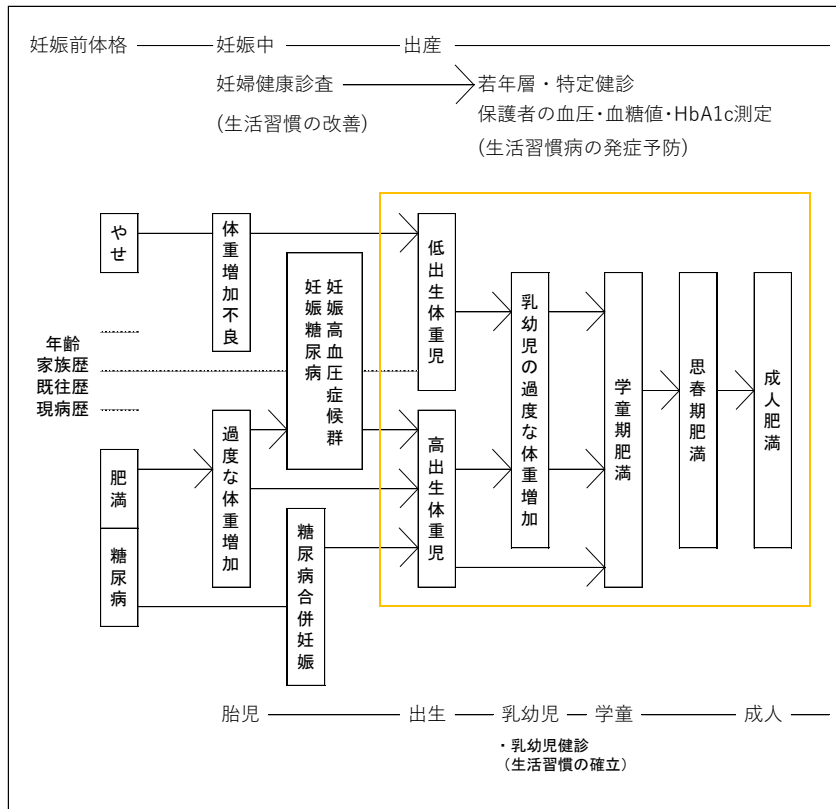 妊娠前体格
妊娠中
出産
妊婦健康診査
(生活習慣の改善)
若年層・特定健診
保護者の血圧・血糖値・HbA1c測定
(生活習慣病の発症予防)
やせ
体重増加不良
妊娠高血圧症候群
妊娠糖尿病
低出生体重児
乳幼児の過度な体重増加
学童期肥満
思春期肥満
成人肥満
年齢
家族歴
既往歴
現病歴
肥満
糖尿病
過度な体重増加
糖尿病合併妊娠
高出生体重児
胎児
出生
乳幼児
学童
成人
・乳幼児健診
（生活習慣の確立）